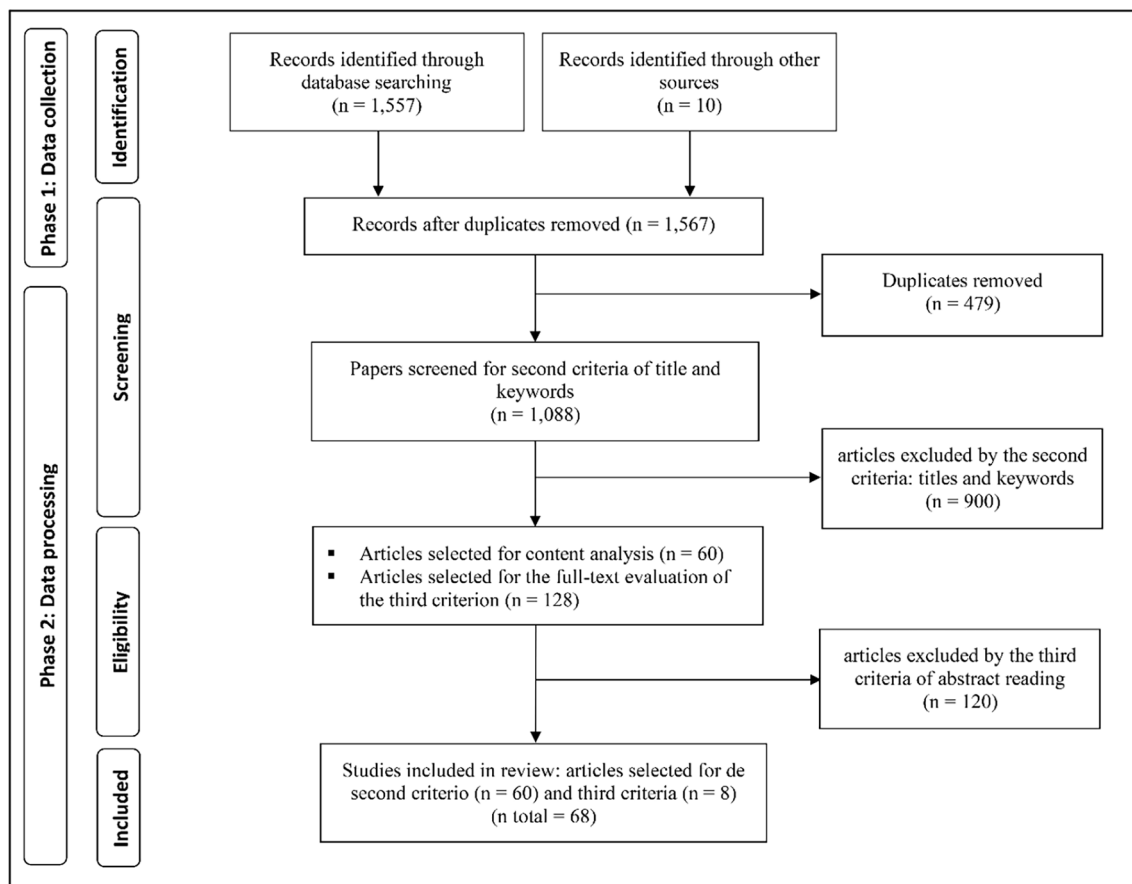 Phase 1: Data collection
Identification
Records identified through
database searching
(n = 1,557)
Records identified through other
sources
(n = 10)
Records after duplicates removed (n = 1,567)
Duplicates removed
(n = 479)
Screening
Papers screened for second criteria of title and
keywords
(n = 1,088)
articles excluded by the second
criteria: titles and keywords
(n = 900)
Phase 2: Data processing
Eligibility
▪ Articles selected for content analysis (n = 60)
▪ Articles selected for the full-text evaluation of
the third criterion (n = 128)
articles excluded by the third
criteria of abstract reading
(n = 120)
Included
Studies included in review: articles selected for de
second criterio (n = 60) and third criteria (n = 8)
(n total = 68)